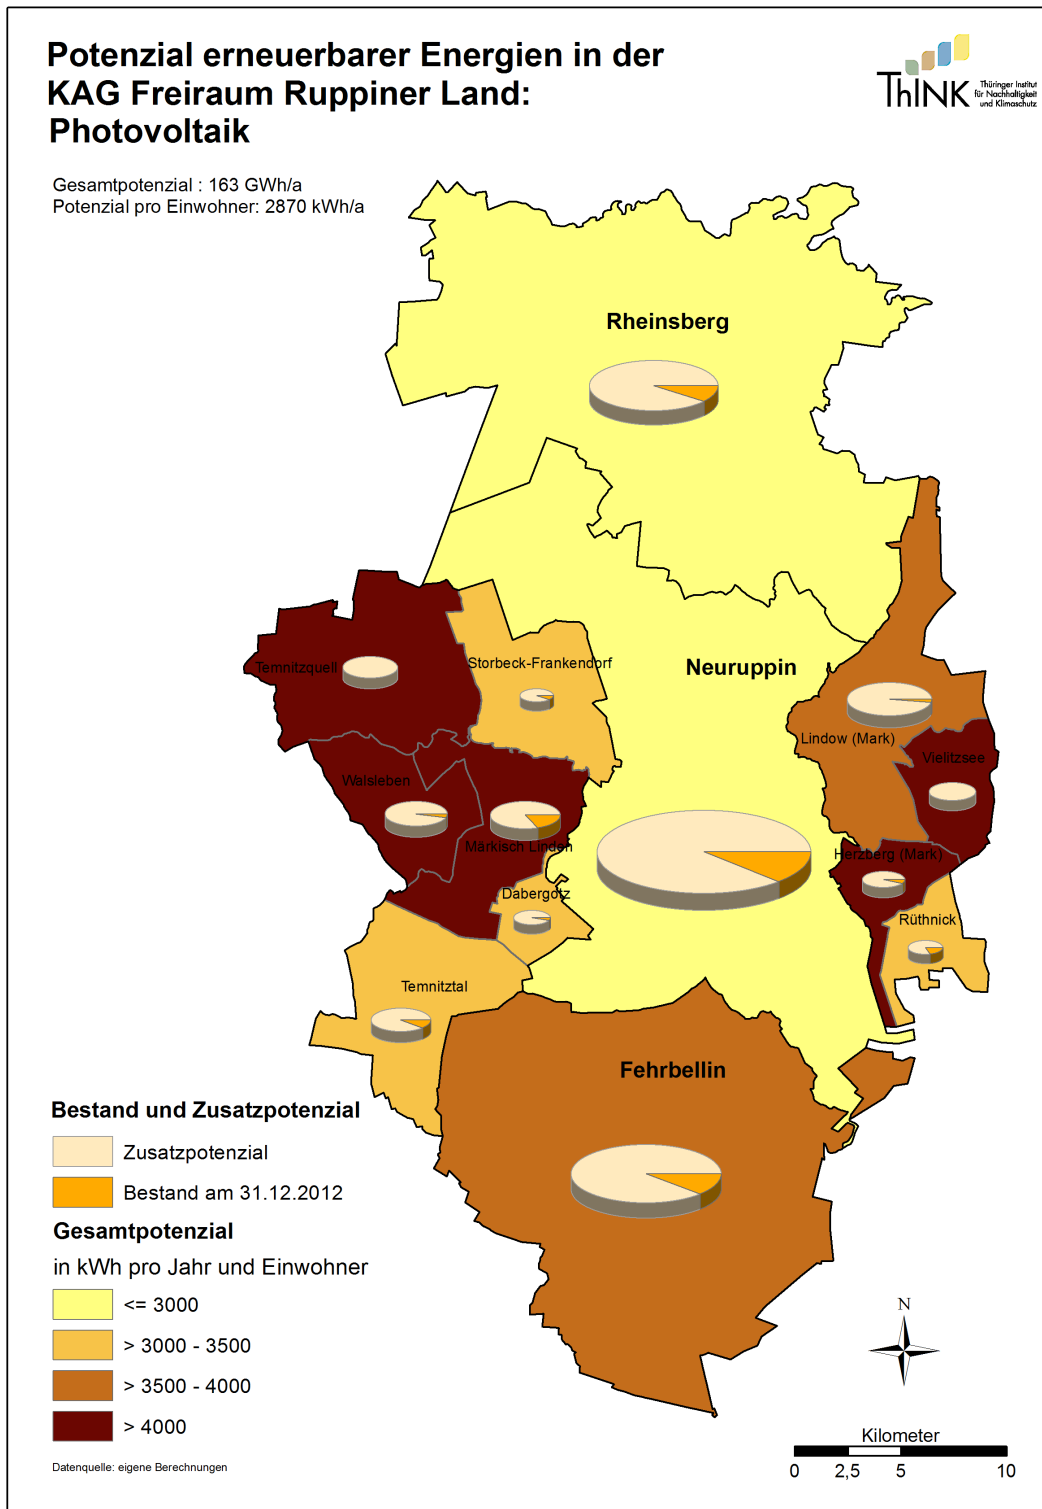 Potenzial erneuerbarer Energien in der
KAG Freiraum Ruppiner Land:
Photovoltaik
ThINK
Thüringer Institut
für Nachhaltigkeit
und Klimaschutz
Gesamtpotenzial : 163 GWh/a
Potenzial pro Einwohner: 2870 kWh/a
Rheinsberg
Storbeck-Frankendorf
Neuruppin
Temnitzquell
Lindow (Mark)
Vielitzsee
Walsleben
Märkisch Linden
Herzberg (Mark)
Dabergotz
Rüthnick
Temnitztal
Fehrbellin
Bestand und Zusatzpotenzial
Zusatzpotenzial
Bestand am 31.12.2012
Gesamtpotenzial
in kWh pro Jahr und Einwohner
<= 3000
> 3000 - 3500
> 3500 - 4000
> 4000
Datenquelle: eigene Berechnungen
N
Kilometer
0 2,5 5 10